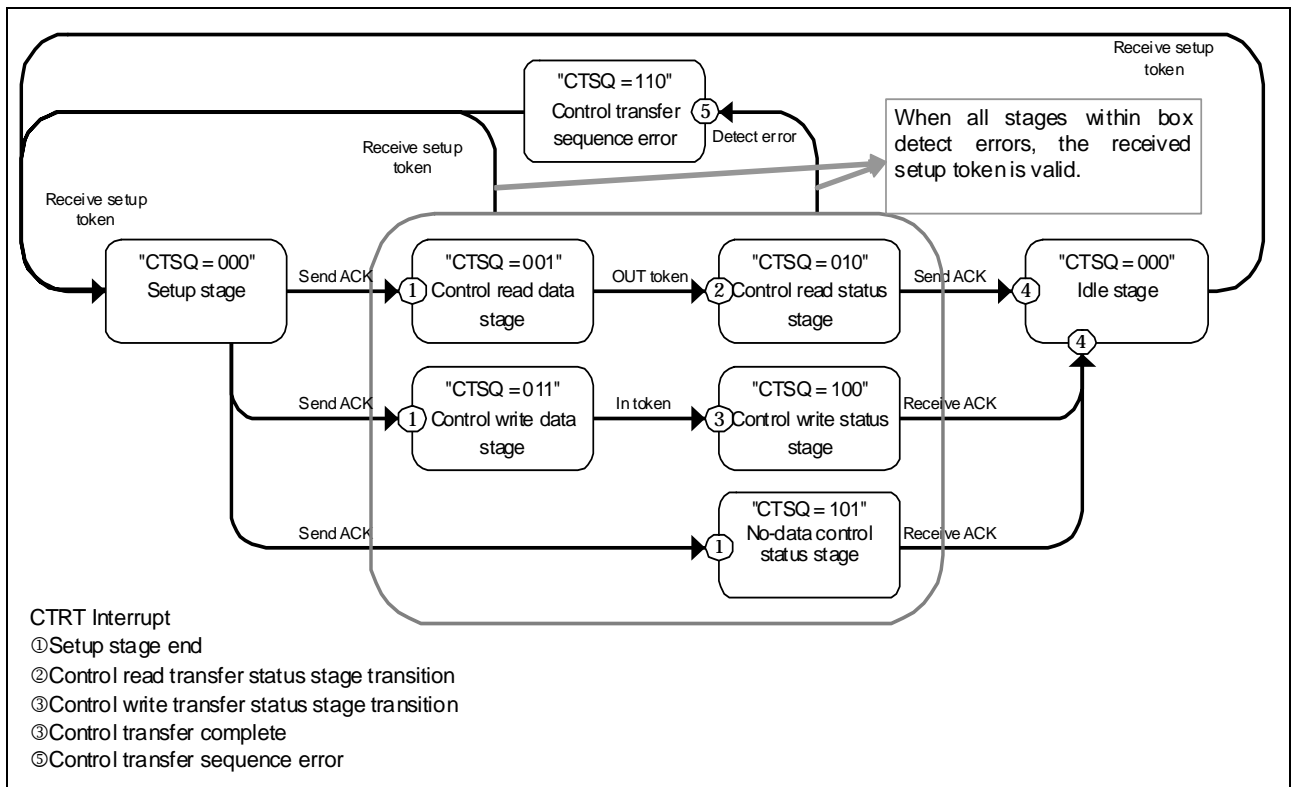 Receive setup
token
"CTSQ = 110"
Control transfer
sequence error
⑤
Detect error
When all stages within box
detect errors, the received
setup token is valid.
Receive setup
token
Receive setup
token
"CTSQ = 000"
Setup stage
Send ACK
①
"CTSQ = 001"
Control read data
stage
OUT token
②
"CTSQ = 010"
Control read status
stage
Send ACK
④
"CTSQ = 000"
Idle stage
④
Send ACK
①
"CTSQ = 011"
Control write data
stage
In token
③
"CTSQ = 100"
Control write status
stage
Receive ACK
Send ACK
①
"CTSQ = 101"
No-data control
status stage
Receive ACK
CTRT Interrupt
①Setup stage end
②Control read transfer status stage transition
③Control write transfer status stage transition
③Control transfer complete
⑤Control transfer sequence error